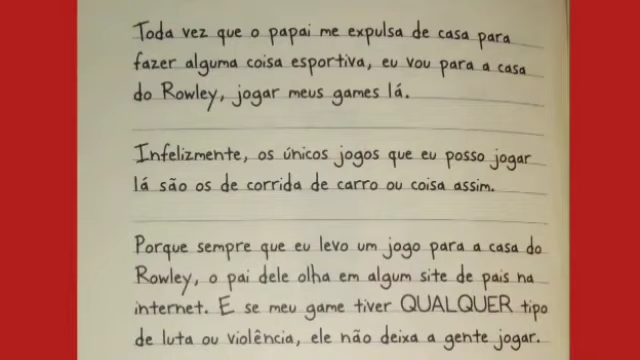 Toda vez que o papai me expulsa de casa para
fazer alguma coisa esportiva, eu vou para a casa
do Rowley, jogar meus games lá.
Infelizmente, os únicos jogos que eu posso jogar
lá são os de corrida de carro ou coisa assim.
Porque sempre que eu levo um jogo para a casa do
Rowley, o pai dele olha em algum site de pais na
internet. E se meu game tiver QUALQUER tipo
de luta ou violência, ele não deixa a gente jogar.